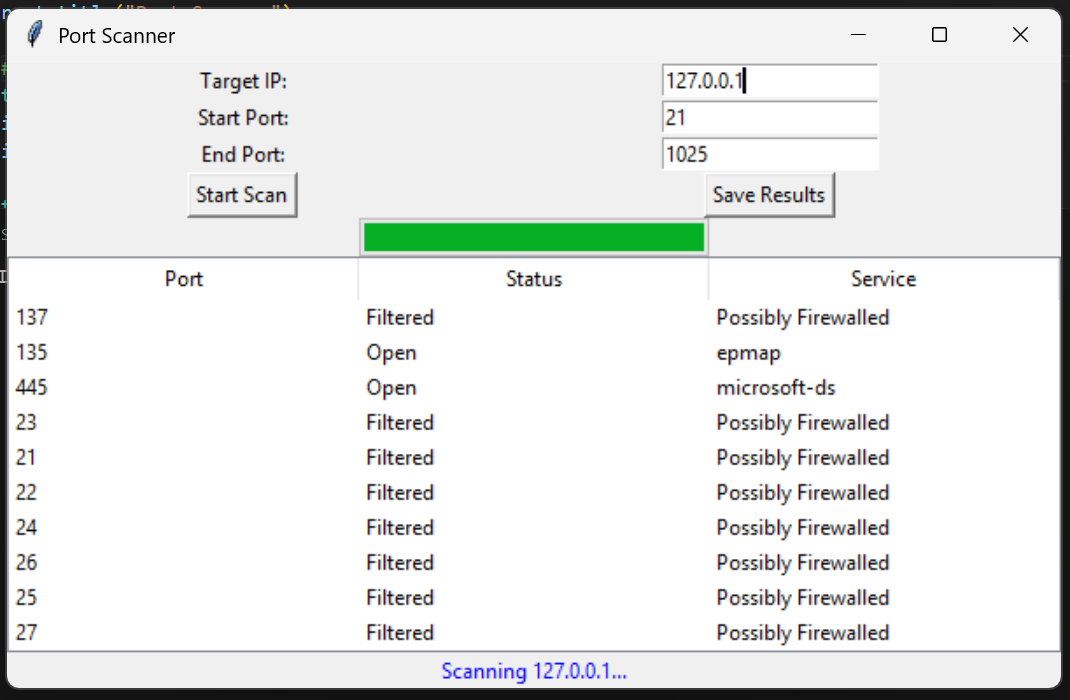 Port Scanner
Target IP: 127.0.0.1
Start Port: 21
End Port: 1025
Start Scan Save Results
Port Status Service
137 Filtered Possibly Firewalled
135 Open epmap
445 Open microsoft-ds
23 Filtered Possibly Firewalled
21 Filtered Possibly Firewalled
22 Filtered Possibly Firewalled
24 Filtered Possibly Firewalled
26 Filtered Possibly Firewalled
25 Filtered Possibly Firewalled
27 Filtered Possibly Firewalled
Scanning 127.0.0.1...